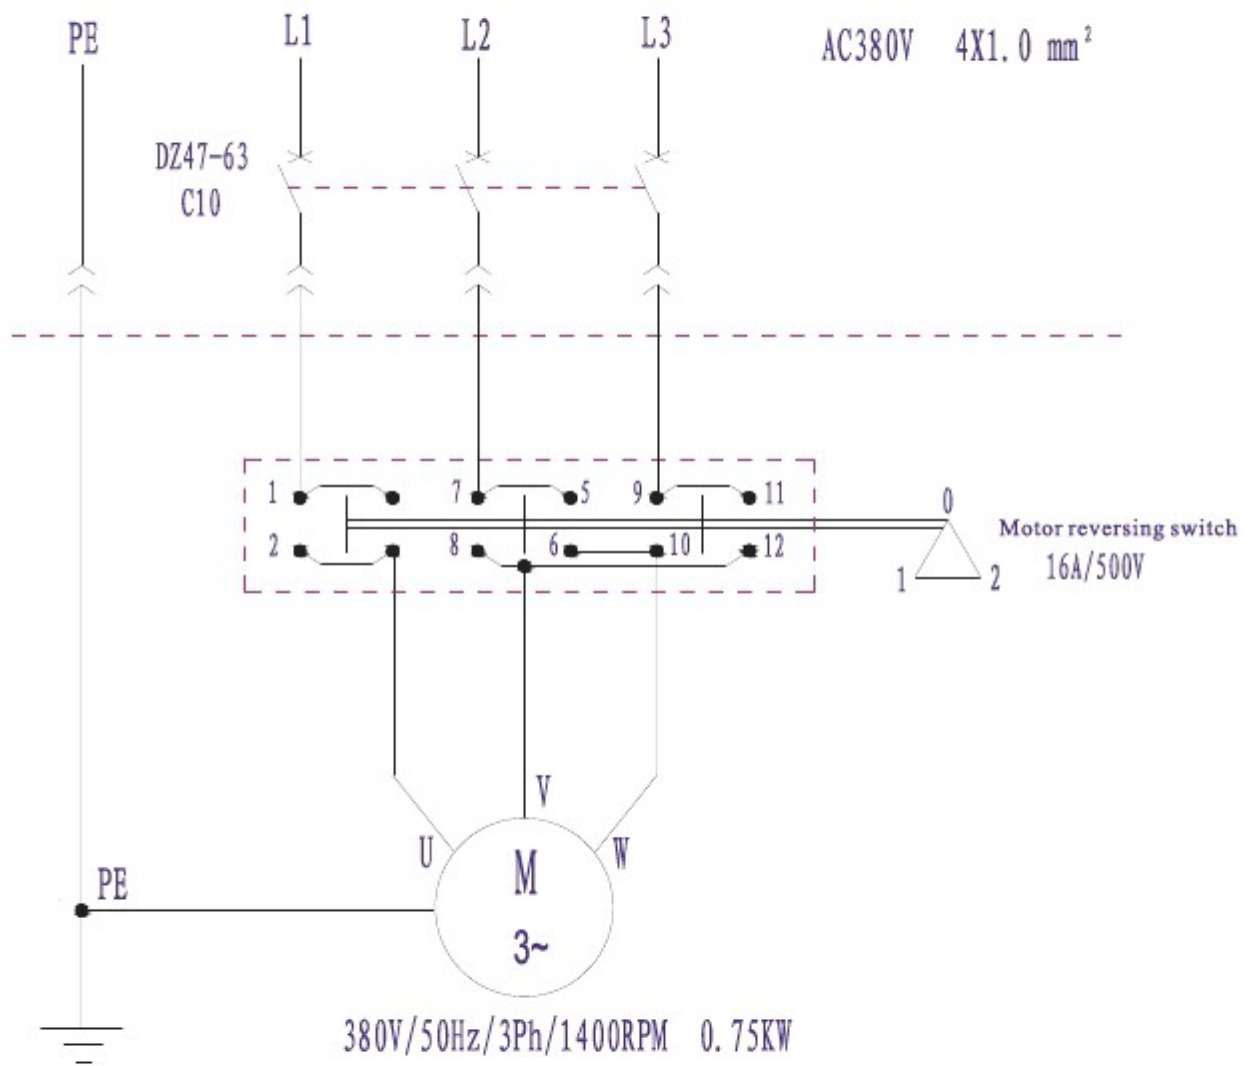 PE L1 L2 L3 AC380V 4X1.0 mm²
DZ47-63
C10
1 7 5 9 11
2 8 6 10 12
0
Motor reversing switch
16A/500V
1 2
V
U W
M
3~
PE
380V/50Hz/3Ph/1400RPM 0.75KW